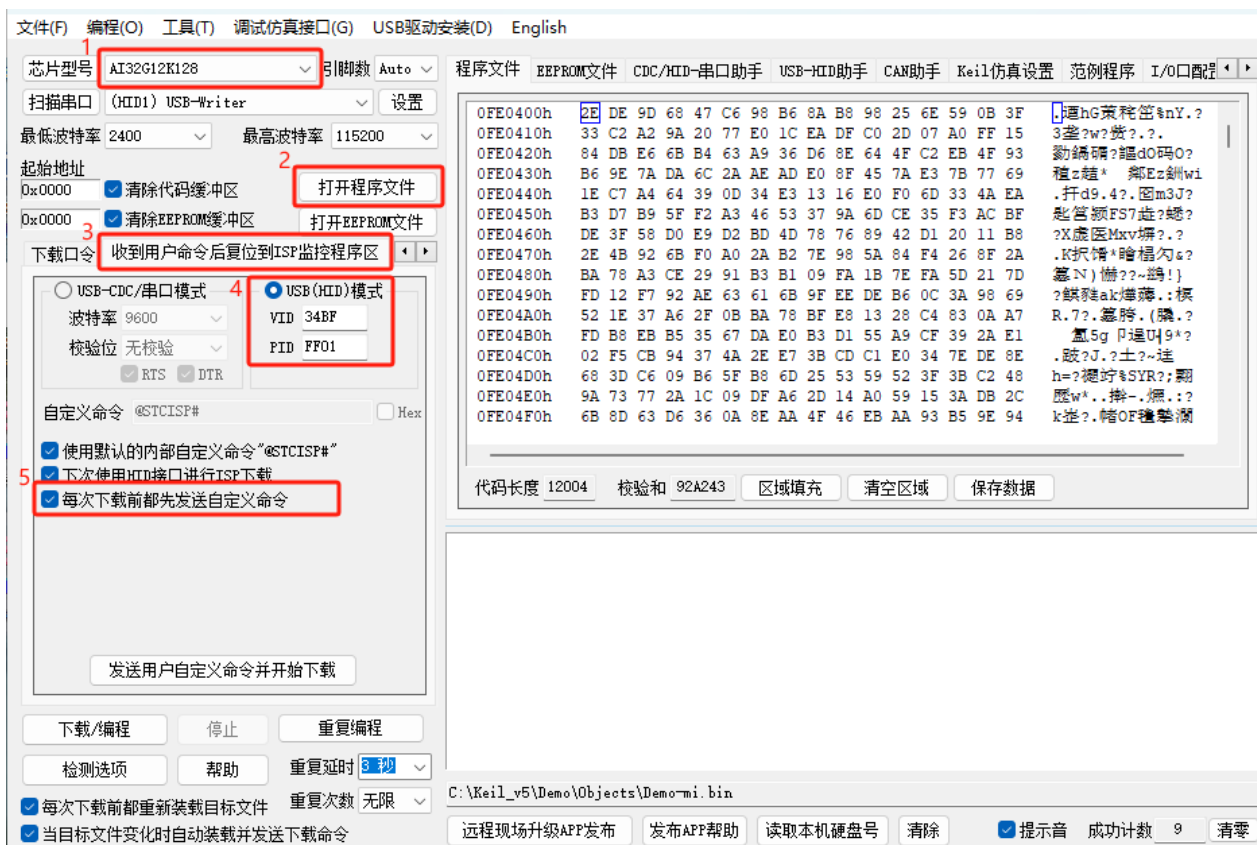 文件(F) 编程(O) 工具(T) 调试仿真接口(G) USB驱动安装(D) English
1
芯片型号 AI32G12K128 引脚数 Auto
扫描串口 (HID1) USB-Writer 设置
最低波特率 2400 最高波特率 115200
2
起始地址
0x0000 清除代码缓冲区 打开程序文件
0x0000 清除EEPROM缓冲区 打开EEPROM文件
3
下载口令 收到用户命令后复位到ISP监控程序区
USB-CDC/串口模式 4 USB(HID)模式
波特率 9600 VID 34BF
校验位 无校验 PID FF01
RTS DTR
自定义命令 @STCISP# Hex
使用默认的内部自定义命令"@STCISP#"
5 下次使用HID接口进行ISP下载
每次下载前都先发送自定义命令
发送用户自定义命令并开始下载
下载/编程 停止 重复编程
检测选项 帮助 重复延时 3 秒
每次下载前都重新装载目标文件 重复次数 无限
当目标文件变化时自动装载并发送下载命令
程序文件 EEPROM文件 CDC/HID-串口助手 USB-HID助手 CAN助手 Keil仿真设置 范例程序 I/O口配
0FE0400h 2E DE 9D 68 47 C6 98 B6 8A B8 98 25 6E 59 0B 3F
0FE0410h 33 C2 A2 9A 20 77 E0 1C EA DF C0 2D 07 A0 FF 15
0FE0420h 84 DB E6 6B B4 63 A9 36 D6 8E 64 4F C2 EB 4F 93
0FE0430h B6 9E 7A DA 6C 2A AE AD E0 8F 45 7A E3 7B 77 69
0FE0440h 1E C7 A4 64 39 0D 34 E3 13 16 E0 F0 6D 33 4A EA
0FE0450h B3 D7 B9 5F F2 A3 46 53 37 9A 6D CE 35 F3 AC BF
0FE0460h DE 3F 58 D0 E9 D2 BD 4D 78 76 89 42 D1 20 11 B8
0FE0470h 2E 4B 92 6B F0 A0 2A B2 7E 98 5A 84 F4 26 8F 2A
0FE0480h BA 78 A3 CE 29 91 B3 B1 09 FA 1B 7E FA 5D 21 7D
0FE0490h FD 12 F7 92 AE 63 61 6B 9F EE DE B6 0C 3A 98 69
0FE04A0h 52 1E 37 A6 2F 0B BA 78 BF E8 13 28 C4 83 0A A7
0FE04B0h FD B8 EB B5 35 67 DA E0 B3 D1 55 A9 CF 39 2A E1
0FE04C0h 02 F5 CB 94 37 4A 2E E7 3B CD C1 E0 34 7E DE 8E
0FE04D0h 68 3D C6 09 B6 5F B8 6D 25 53 59 52 3F 3B C2 48
0FE04E0h 9A 73 77 2A 1C 09 DF A6 2D 14 A0 59 15 3A DB 2C
0FE04F0h 6B 8D 63 D6 36 0A 8E AA 4F 46 EB AA 93 B5 9E 94
代码长度 12004 校验和 92A243 区域填充 清空区域 保存数据
C:\Keil_v5\Demo\Objects\Demo-mi.bin
远程现场升级APP发布 发布APP帮助 读取本机硬盘号 清除 提示音 成功计数 9 清零